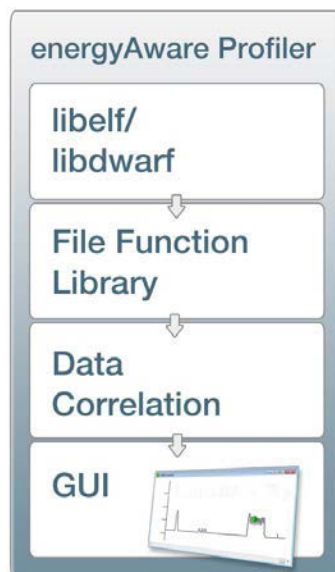 energyAware Profiler
libelf/
libdwarf
File Function
Library
Data
Correlation
GUI